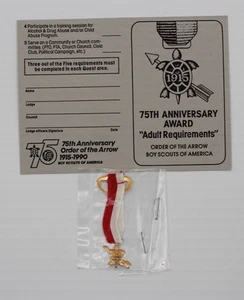 4 Participate in a training session for
Alcohol & Drug Abuse and/or Child
Abuse Program.
5 Serve on a Community or Church com-
mittee. (PTO, PTA, Church Council, Civic
Club, Political Campaign, etc.)
Three out of the Five requirements must
be completed in each Quest area.
Name
Lodge
Council
Lodge officers Signature
Date
75
75th Anniversary
Order of the Arrow
1915-1990
BOY SCOUTS OF AMERICA
1915
75TH ANNIVERSARY
AWARD
"Adult Requirements"
ORDER OF THE ARROW
BOY SCOUTS OF AMERICA